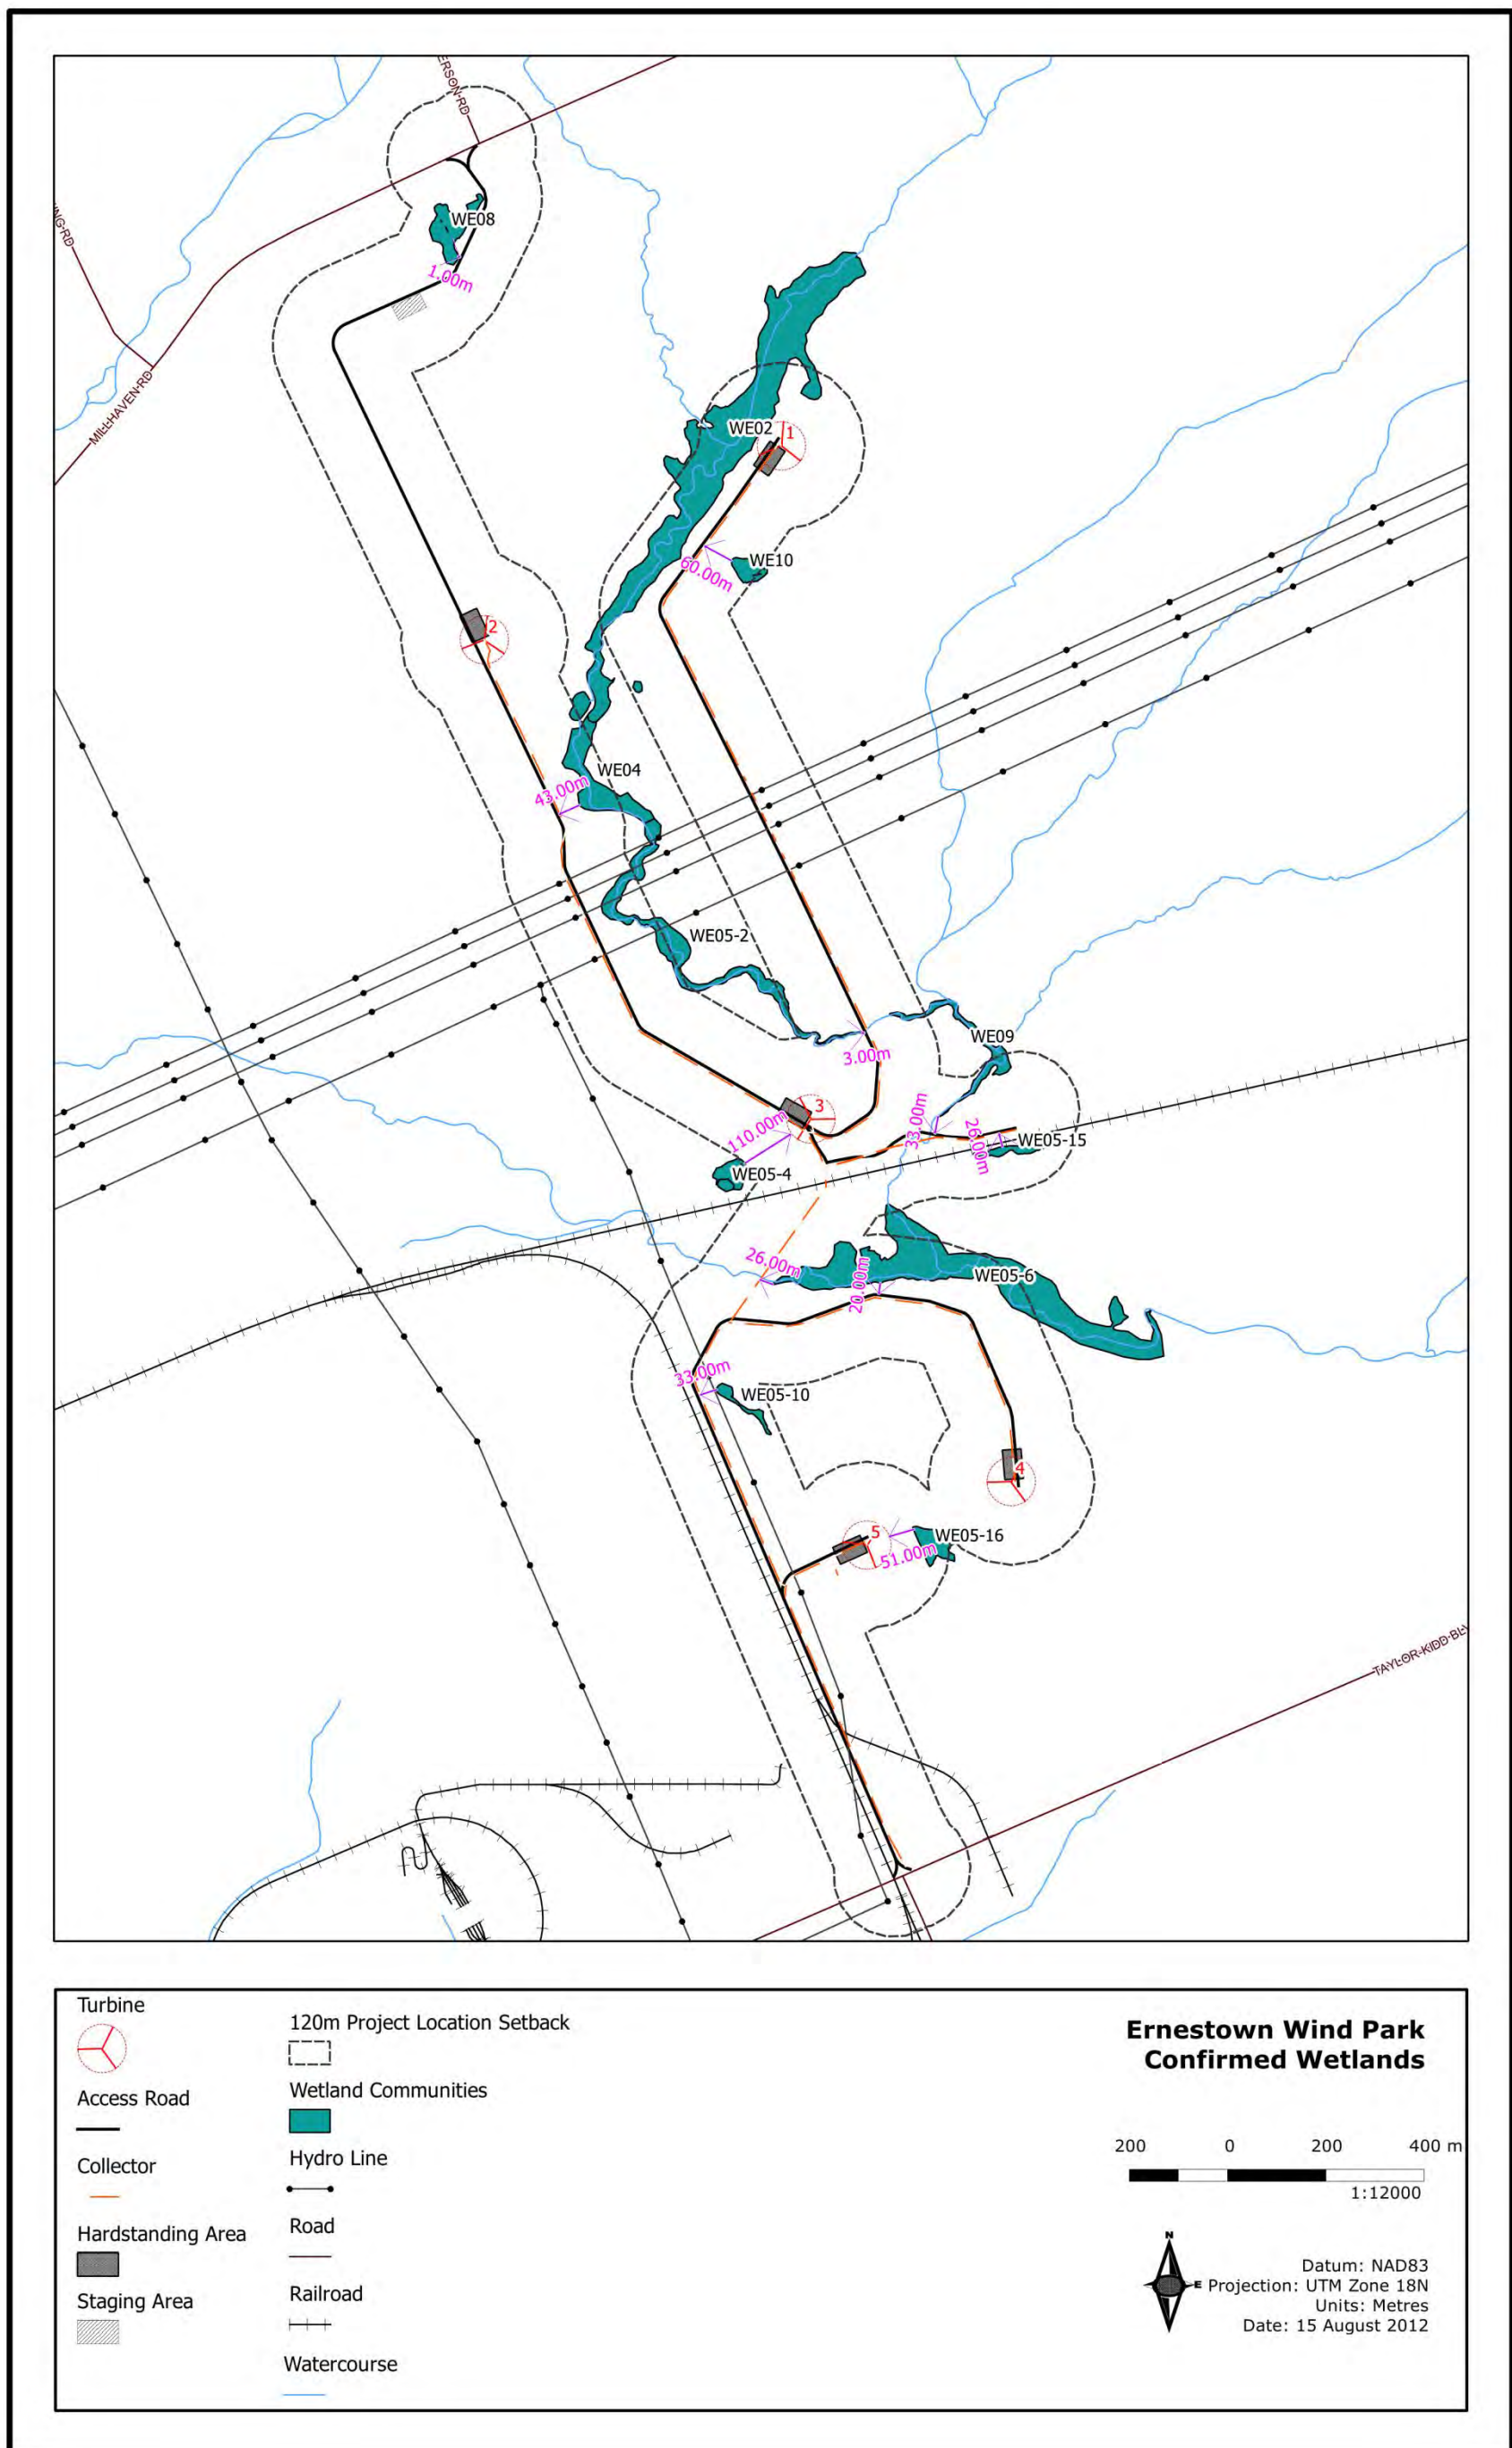 ERSON-RD
ING-RD
MILLHAVEN-RD
WE08
1.00m
WE02
1
WE10
60.00m
2
WE04
43.00m
WE05-2
WE09
3.00m
3
110.00m
33.00m
26.00m
WE05-15
WE05-4
26.00m
20.00m
WE05-6
33.00m
WE05-10
4
5
WE05-16
51.00m
TAYLOR-KIDD-BLV
Turbine
Access Road
Collector
Hardstanding Area
Staging Area
120m Project Location Setback
Wetland Communities
Hydro Line
Road
Railroad
Watercourse
Ernestown Wind Park
Confirmed Wetlands
200 0 200 400 m
1:12000
N
E
Datum: NAD83
Projection: UTM Zone 18N
Units: Metres
Date: 15 August 2012